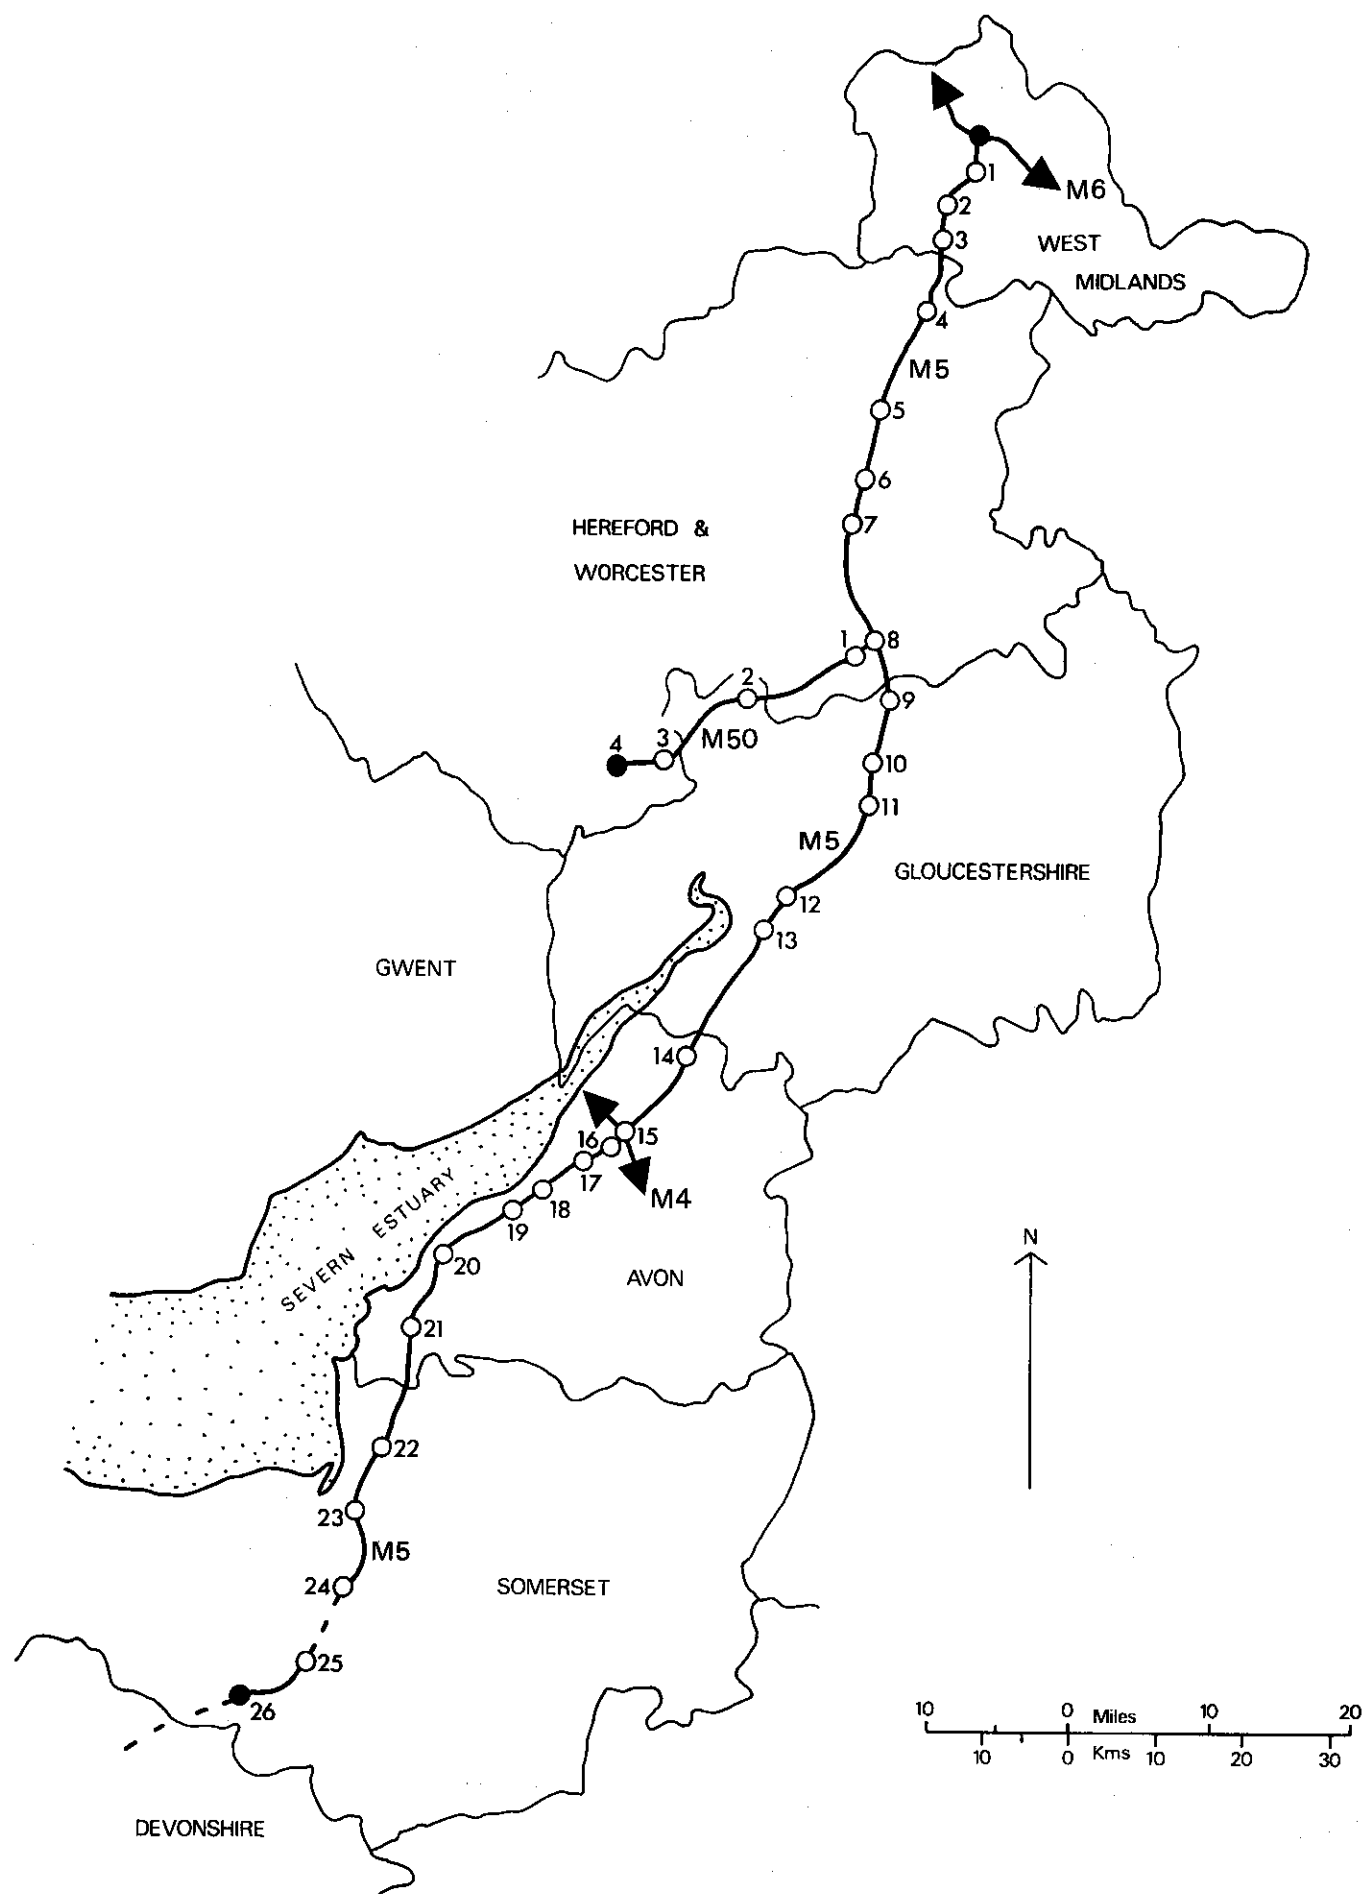 1
M6
2
3
WEST
MIDLANDS
4
M5
5
6
7
HEREFORD &
WORCESTER
1
8
2
9
M50
3
4
10
11
M5
GLOUCESTERSHIRE
12
13
GWENT
14
15
16
17
M4
18
19
SEVERN ESTUARY
20
AVON
N
21
22
23
M5
24
SOMERSET
25
26
10 0 Miles 10 20
10 0 Kms 10 20 30
DEVONSHIRE